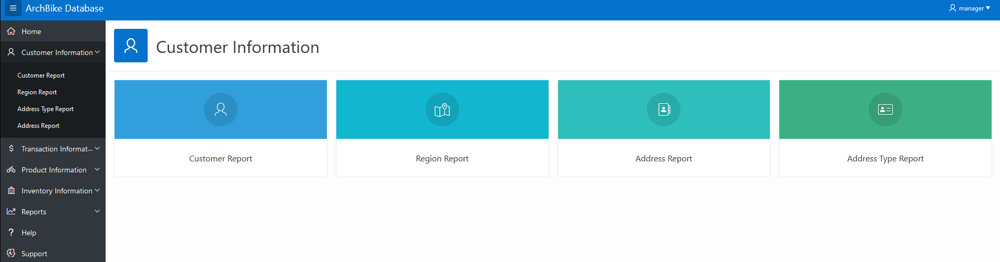 ArchBike Database
manager
Home
Customer Information
Customer Report
Region Report
Address Type Report
Address Report
$ Transaction Informat...
Product Information
Inventory Information
Reports
? Help
Support
Customer Information
Customer Report
Region Report
Address Report
Address Type Report